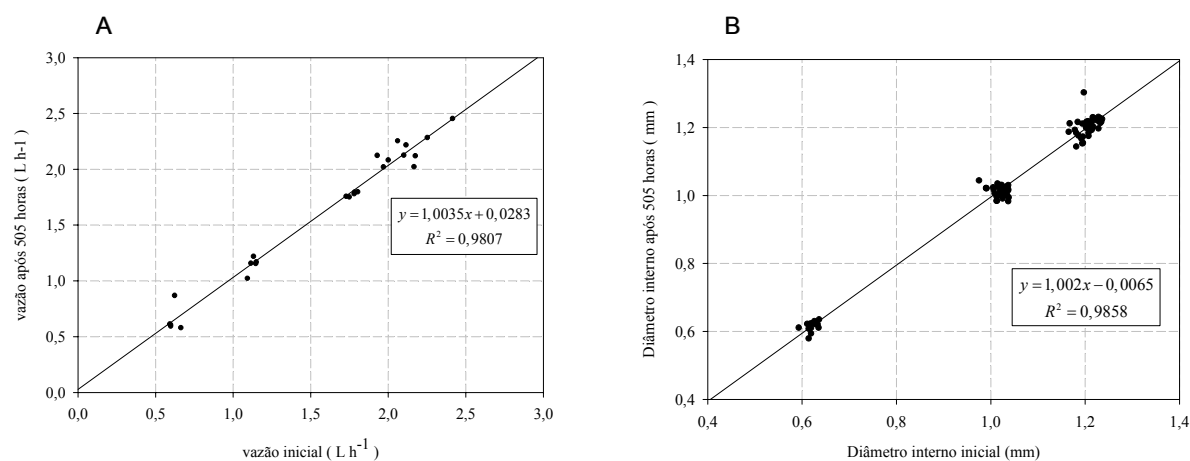 A
3,0
2,5
2,0
1,5
1,0
0,5
0,0
vazão após 505 horas ( L h-1 )
y = 1,0035x + 0,0283
R² = 0,9807
0,0 0,5 1,0 1,5 2,0 2,5 3,0
vazão inicial ( L h-1 )
B
1,4
1,2
1,0
0,8
0,6
0,4
Diâmetro interno após 505 horas ( mm )
y = 1,002x − 0,0065
R² = 0,9858
0,4 0,6 0,8 1,0 1,2 1,4
Diâmetro interno inicial (mm)